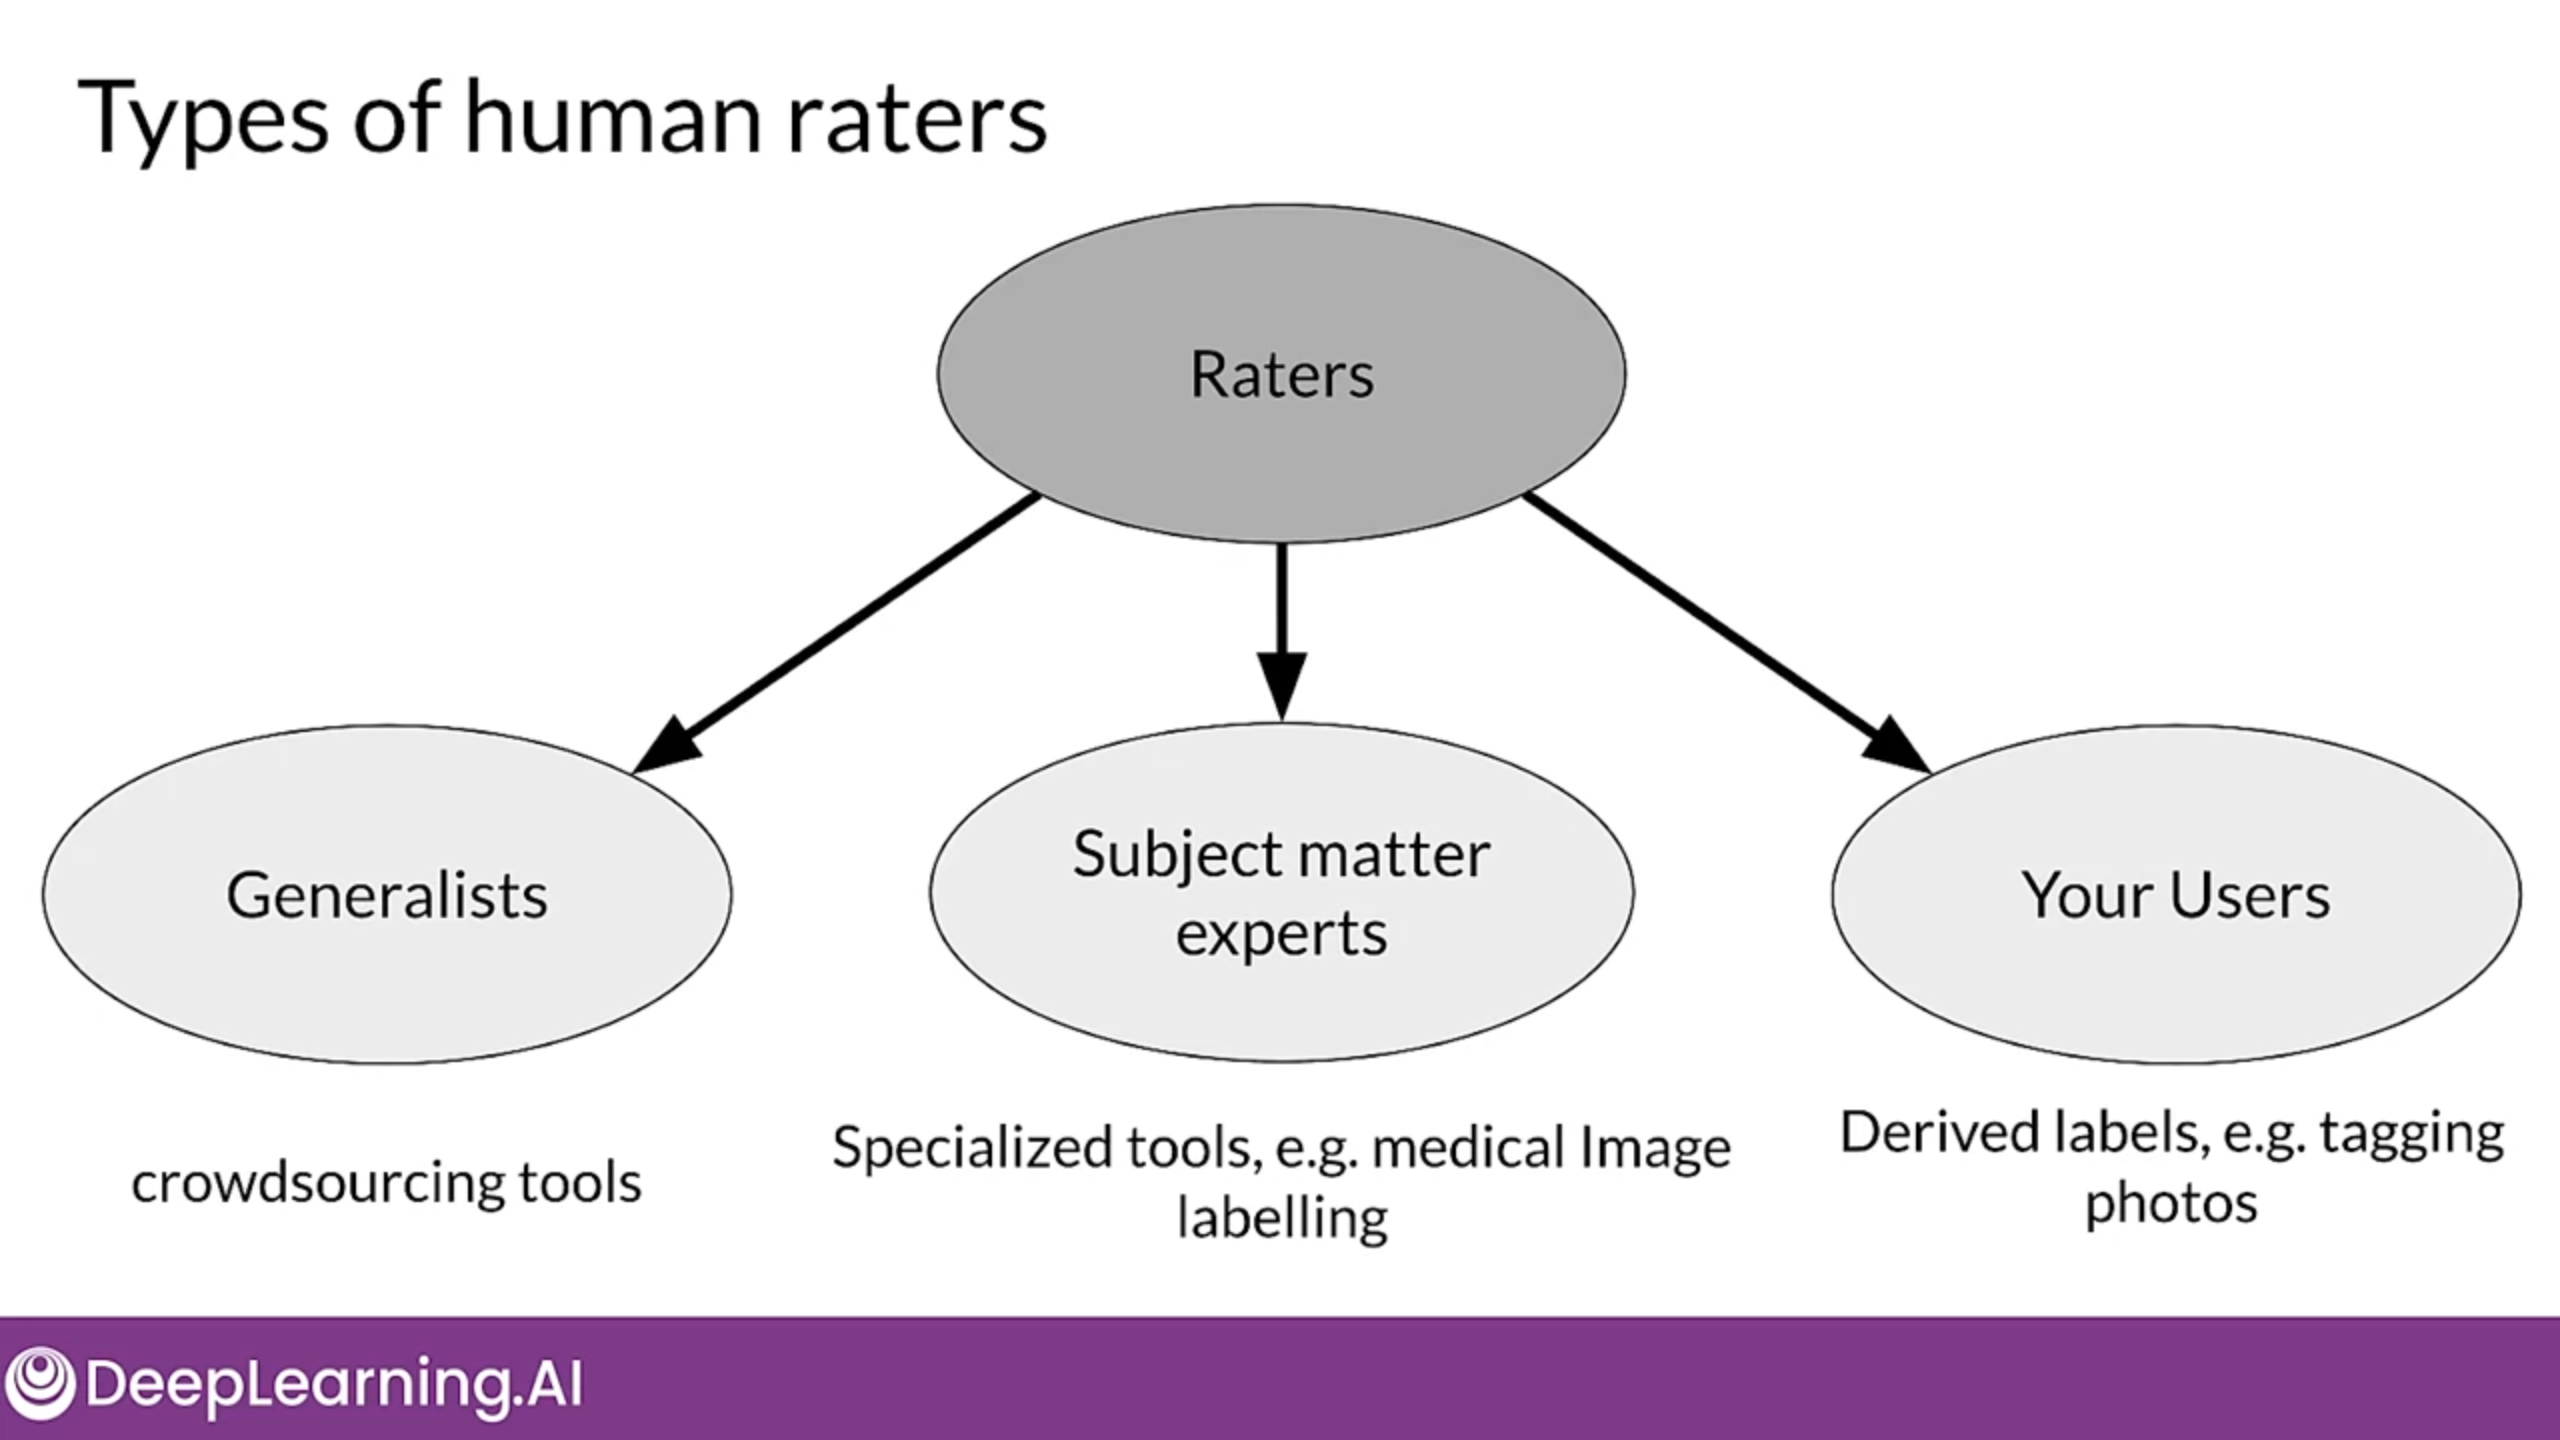 Types of human raters
Raters
Generalists
Subject matter
experts
Your Users
crowdsourcing tools
Specialized tools, e.g. medical Image
labelling
Derived labels, e.g. tagging
photos
DeepLearning.AI